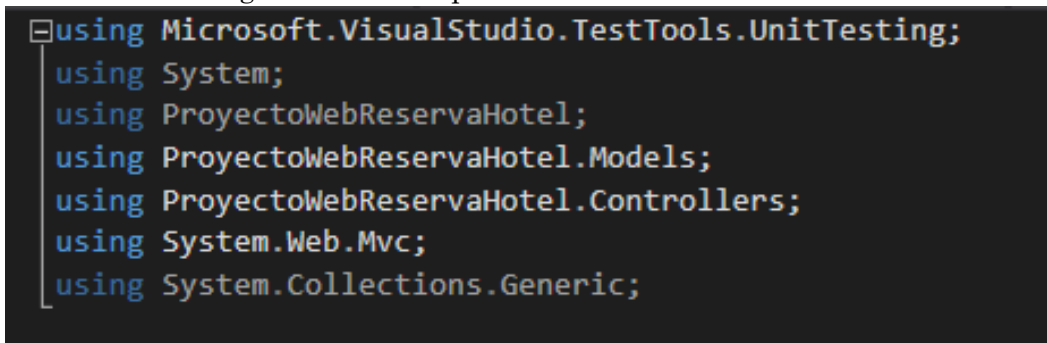 using Microsoft.VisualStudio.TestTools.UnitTesting;
using System;
using ProyectoWebReservaHotel;
using ProyectoWebReservaHotel.Models;
using ProyectoWebReservaHotel.Controllers;
using System.Web.Mvc;
using System.Collections.Generic;